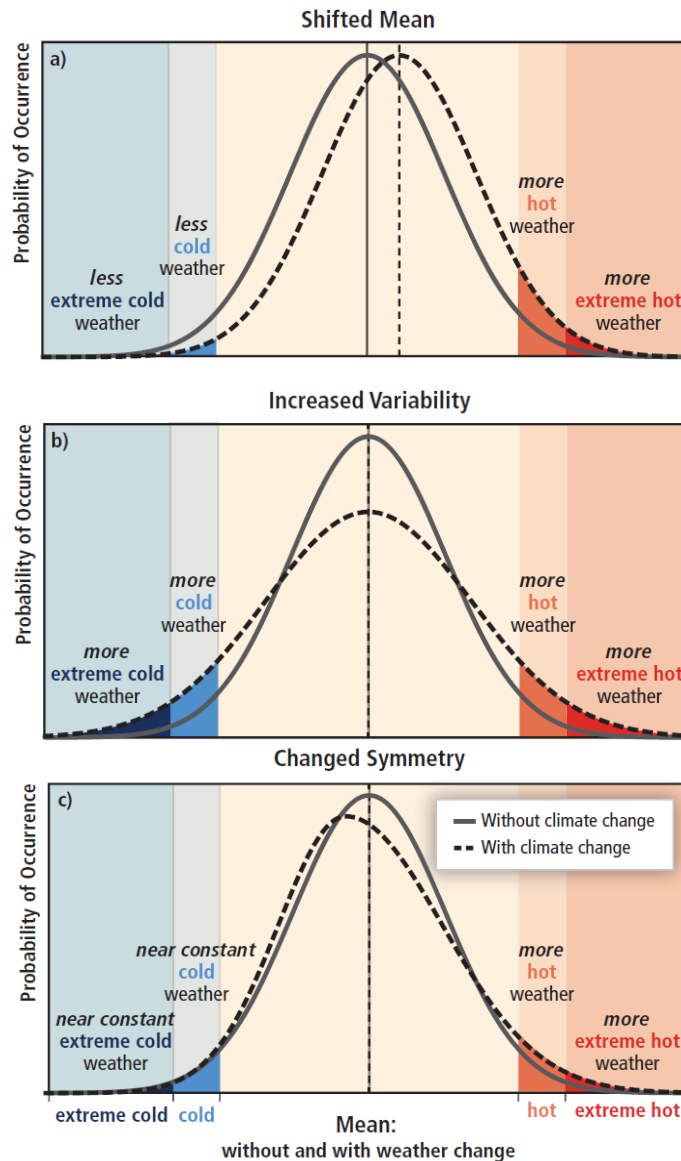 Shifted Mean
a)
Probability of Occurrence
less
extreme cold
weather
less
cold
weather
more
hot
weather
more
extreme hot
weather
Increased Variability
b)
Probability of Occurrence
more
extreme cold
weather
more
cold
weather
more
hot
weather
more
extreme hot
weather
Changed Symmetry
c)
Probability of Occurrence
Without climate change
With climate change
near constant
extreme cold
weather
near constant
cold
weather
more
hot
weather
more
extreme hot
weather
extreme cold
cold
hot
extreme hot
Mean:
without and with weather change